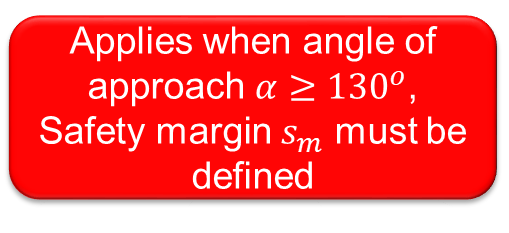 Applies when angle of
approach α ≥ 130°,
Safety margin sₘ must be
defined